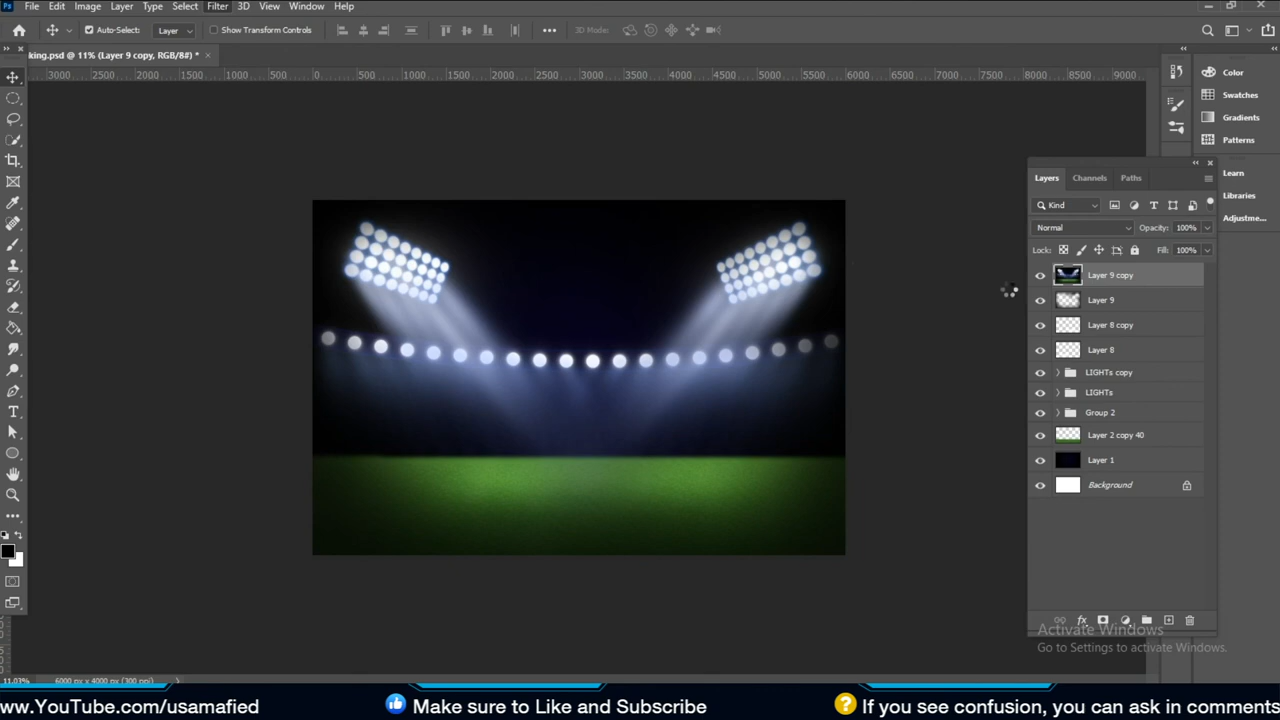 Ps File Edit Image Layer Type Select Filter 3D View Window Help
Auto-Select: Layer Show Transform Controls 3D Mode:
king.psd @ 11% (Layer 9 copy, RGB/8#) *
3000 2500 2000 1500 1000 500 0 500 1000 1500 2000 2500 3000 3500 4000 4500 5000 5500 6000 6500 7000 7500 8000 8500 9000
Color
Swatches
Gradients
Patterns
Learn
Libraries
Adjustme...
Layers Channels Paths
Kind
Normal Opacity: 100%
Lock: Fill: 100%
Layer 9 copy
Layer 9
Layer 8 copy
Layer 8
LIGHTs copy
LIGHTs
Group 2
Layer 2 copy 40
Layer 1
Background
fx
Activate Windows
Go to Settings to activate Windows.
11.03% 6000 px x 4000 px (300 ppi)
www.YouTube.com/usamafied Make sure to Like and Subscribe If you see confusion, you can ask in comments